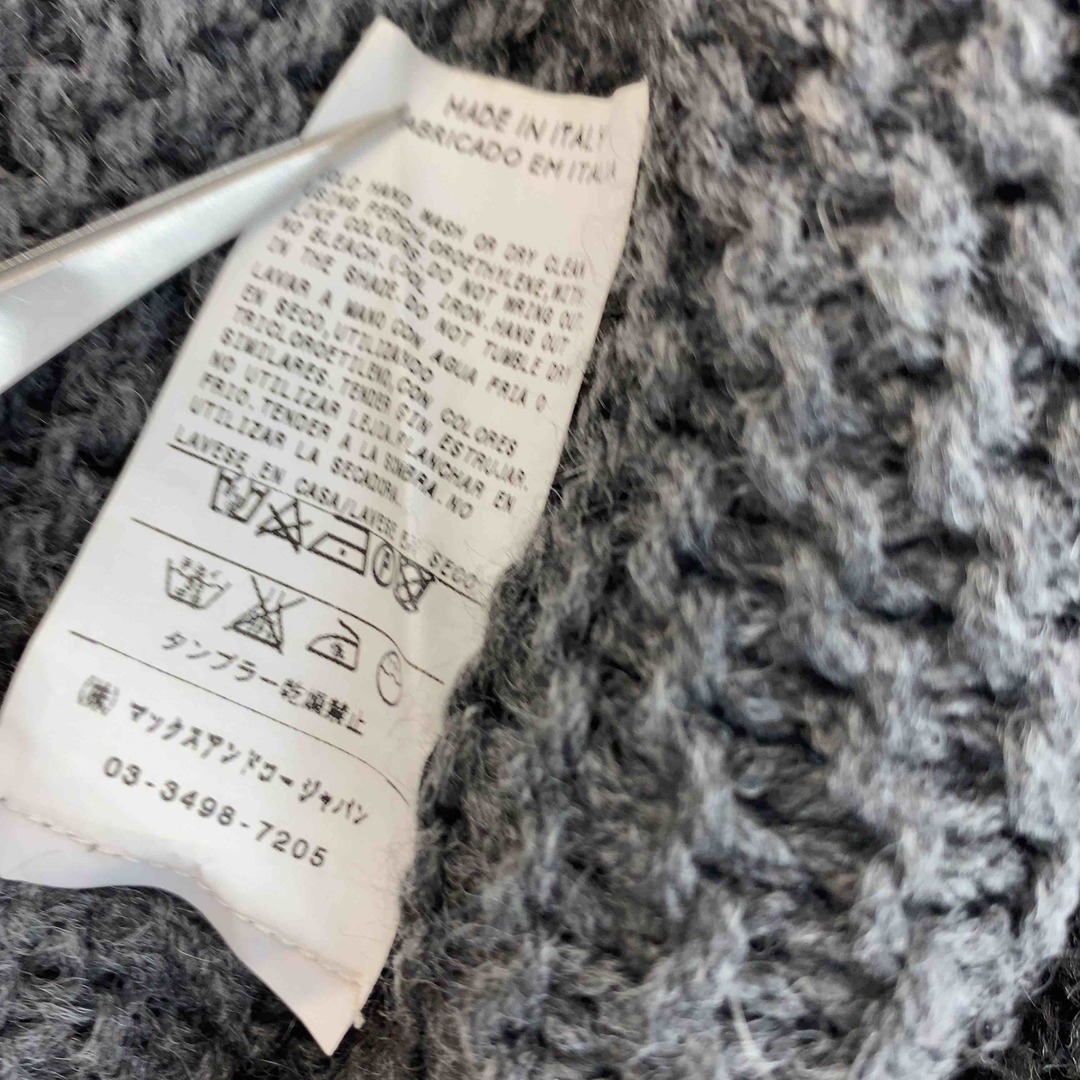 MADE IN ITALY
FABRICADO EM ITALIA
COLD HAND WASH OR DRY CLEAN
USING PERCHLOROETHYLENE, WITH
LIKE COLOURS. DO NOT WRING OUT.
NO BLEACH. COOL IRON. HANG OUT
IN THE SHADE. DO NOT TUMBLE DRY
LAVAR A MANO CON AGUA FRIA O
EN SECO, UTILIZANDO
TRICLOROETILENO, CON COLORES
SIMILARES. TENDER SIN ESTRUJAR.
NO UTILIZAR LEJIA. PLANCHAR EN
FRIO. TENDER A LA SOMBRA. NO
UTILIZAR LA SECADORA
LAVESE EN CASA/LAVESE EN SECO
P
タンブラー乾燥禁止
(株) マックスアンドコー ジャパン
03-3498-7205